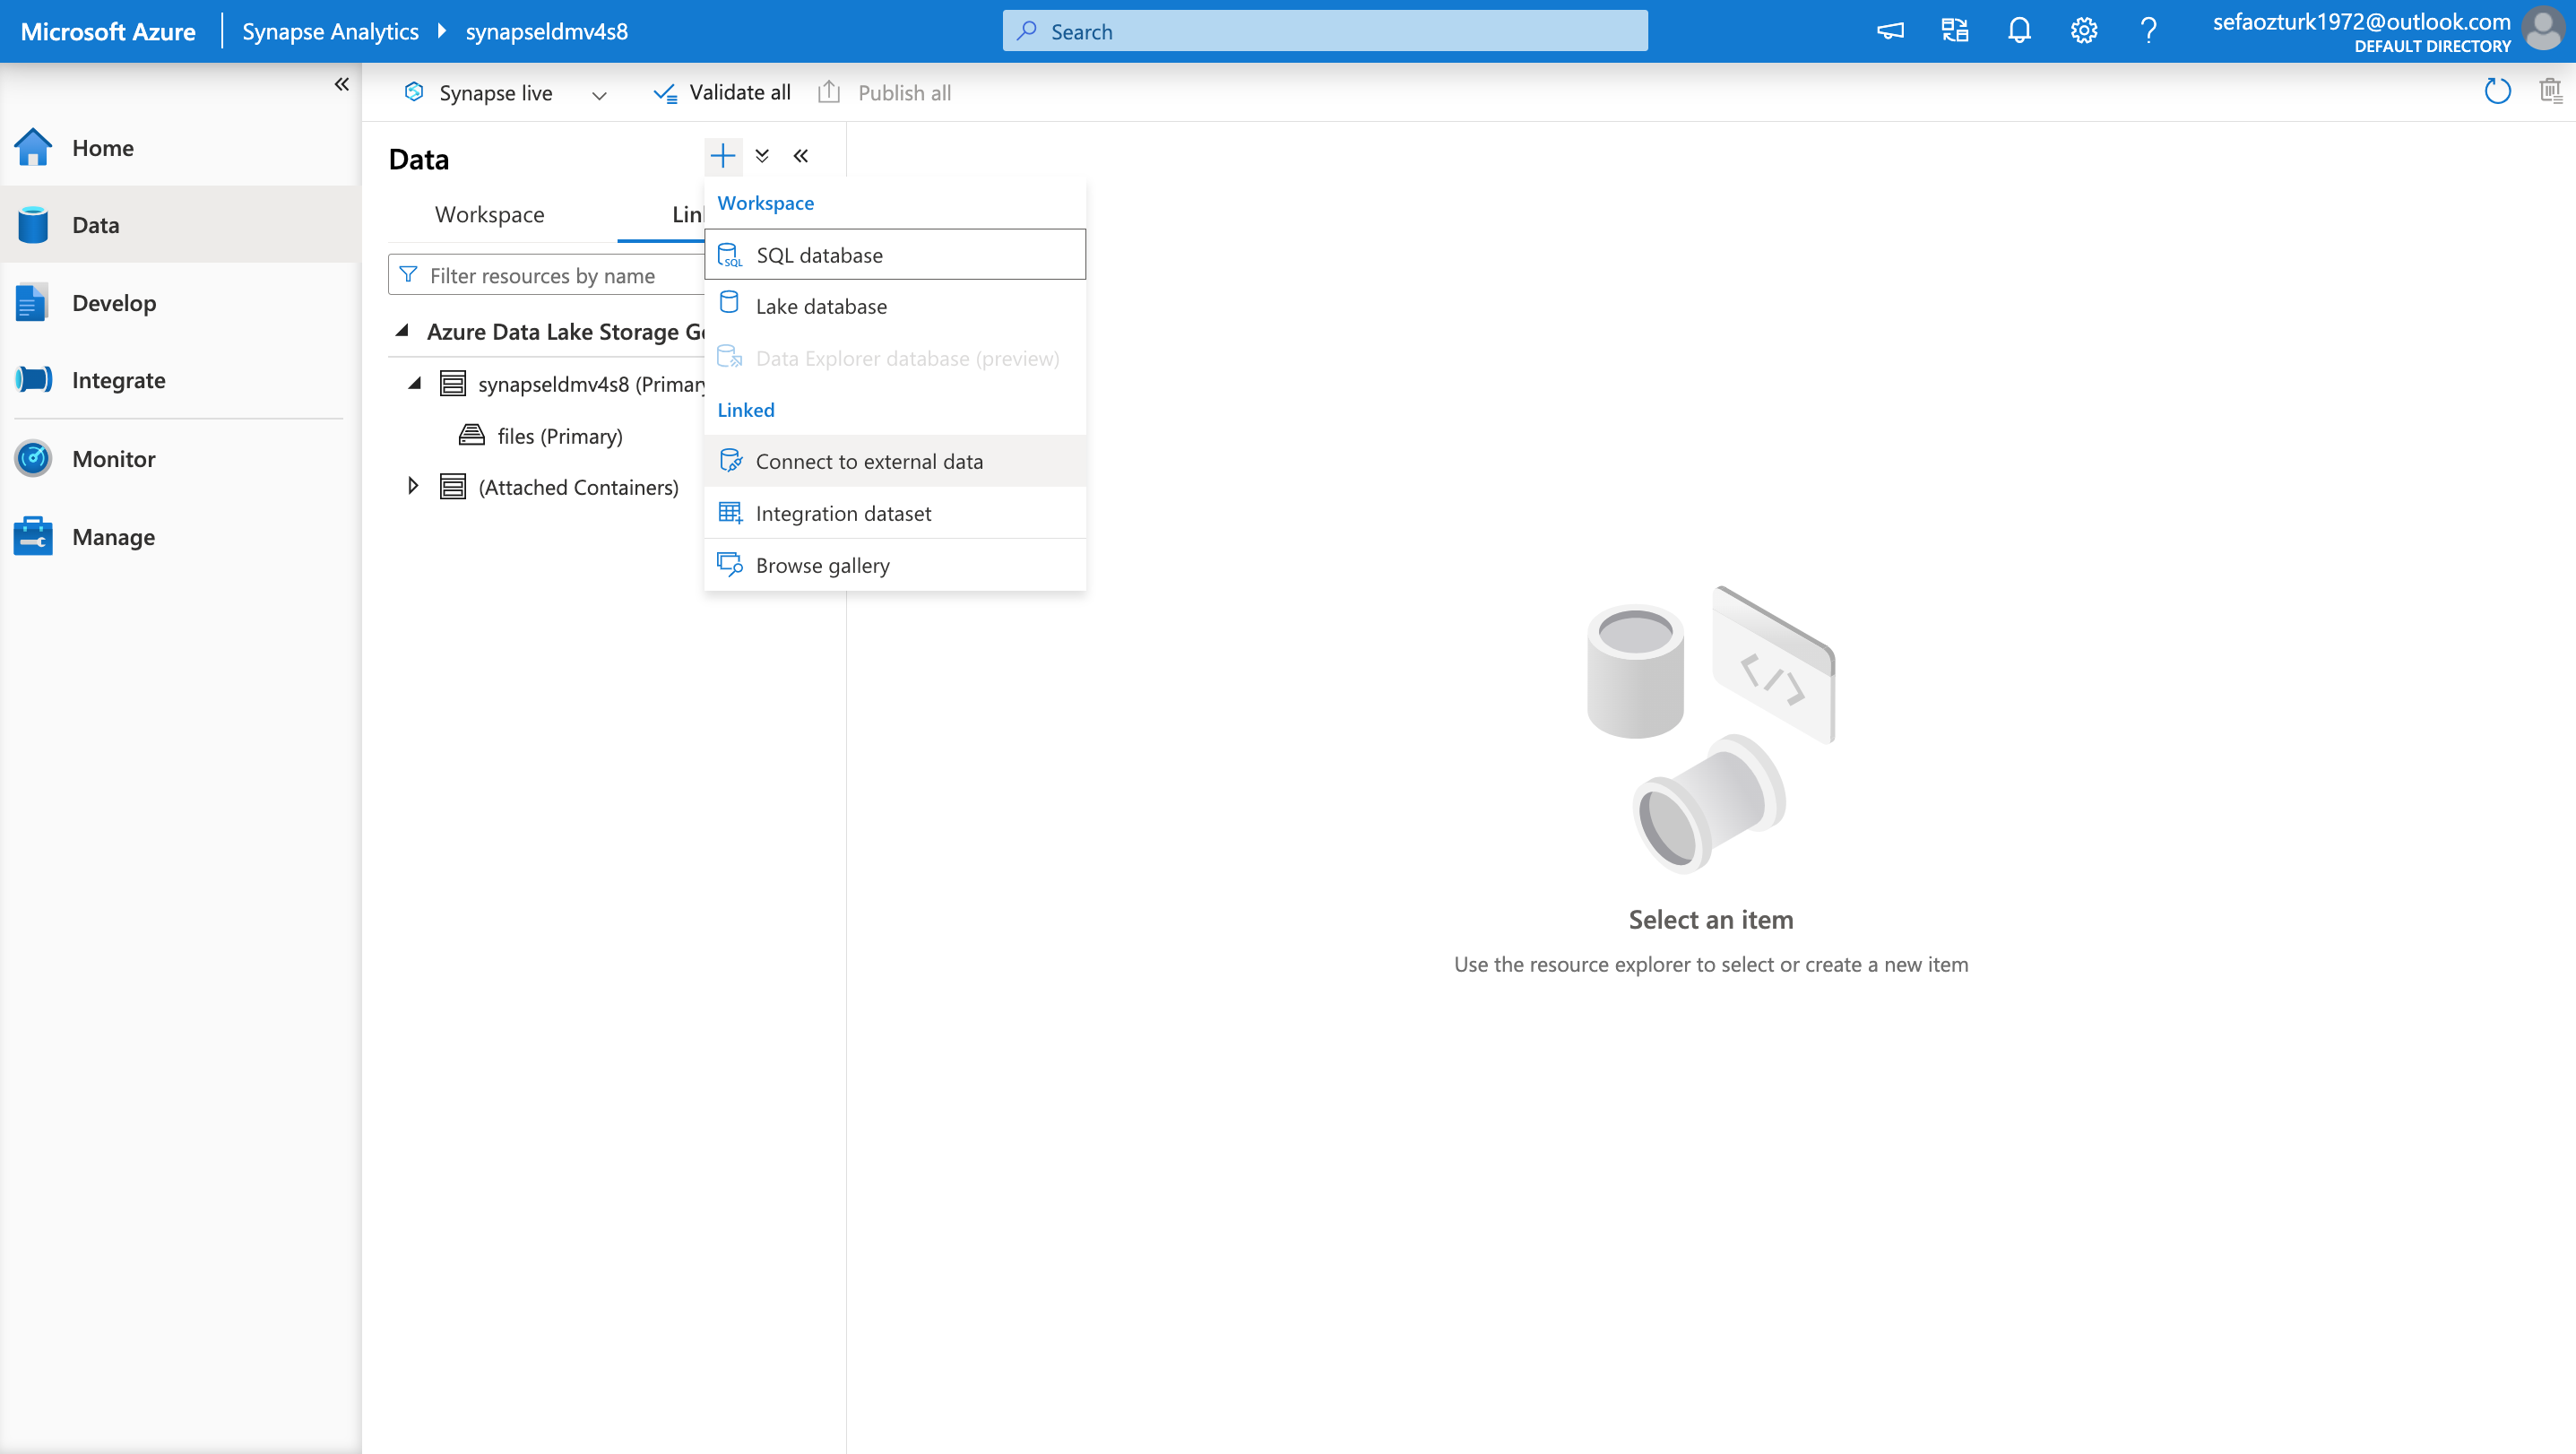 Microsoft Azure
Synapse Analytics
synapseldmv4s8
Search
sefaozturk1972@outlook.com
DEFAULT DIRECTORY
Synapse live
Validate all
Publish all
Home
Data
Develop
Integrate
Monitor
Manage
Data
Workspace
Lin
Filter resources by name
Azure Data Lake Storage Ge
synapseldmv4s8 (Primary
files (Primary)
(Attached Containers)
Workspace
SQL database
Lake database
Data Explorer database (preview)
Linked
Connect to external data
Integration dataset
Browse gallery
Select an item
Use the resource explorer to select or create a new item